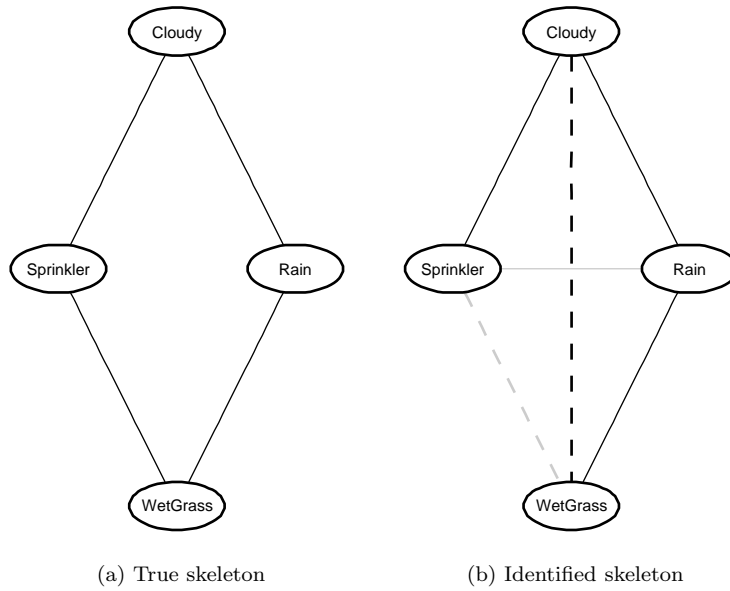 Cloudy
Sprinkler
Rain
WetGrass
(a) True skeleton
Cloudy
Sprinkler
Rain
WetGrass
(b) Identified skeleton